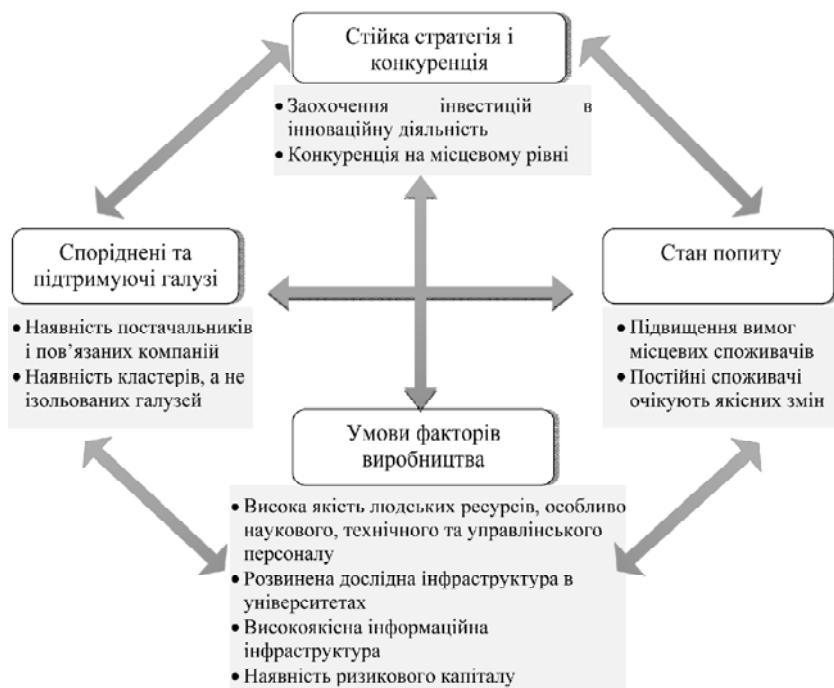 Стійка стратегія і
конкуренція
• Заохочення інвестицій в
інноваційну діяльність
• Конкуренція на місцевому рівні
Споріднені та
підтримуючі галузі
• Наявність постачальників
і пов’язаних компаній
• Наявність кластерів, а не
ізольованих галузей
Стан попиту
• Підвищення вимог
місцевих споживачів
• Постійні споживачі
очікують якісних змін
Умови факторів
виробництва
• Висока якість людських ресурсів, особливо
наукового, технічного та управлінського
персоналу
• Розвинена дослідна інфраструктура в
університетах
• Високоякісна інформаційна
інфраструктура
• Наявність ризикового капіталу